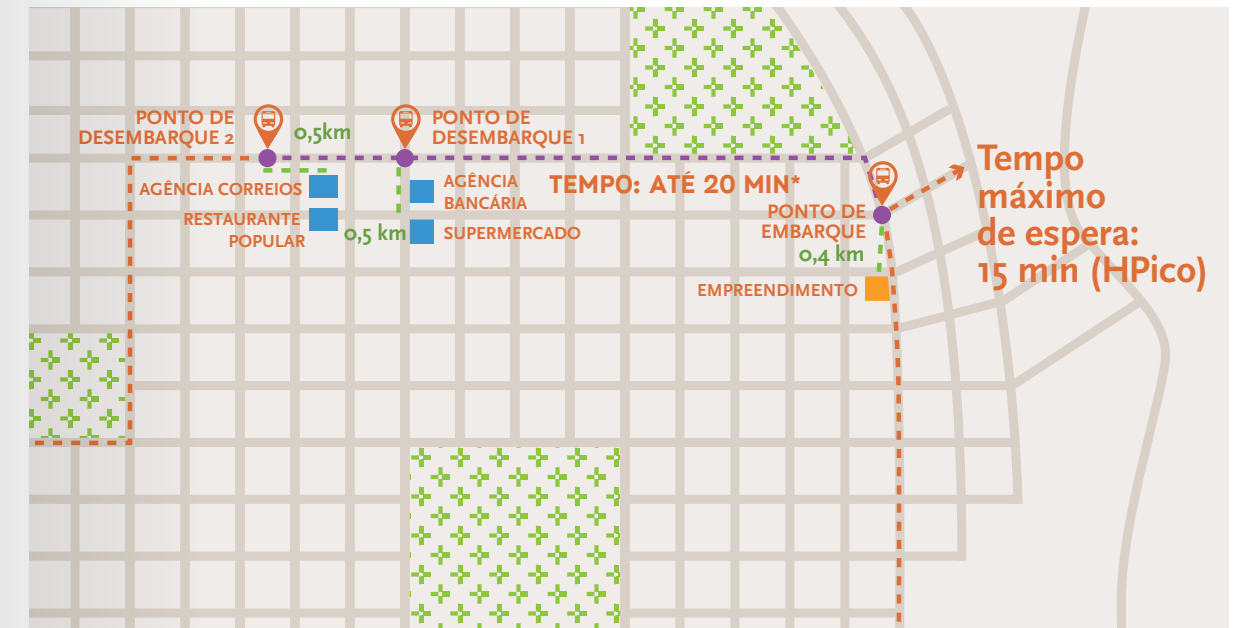 PONTO DE
DESEMBARQUE 2
0,5km
PONTO DE
DESEMBARQUE 1
AGÊNCIA CORREIOS
RESTAURANTE
POPULAR
0,5 km
AGÊNCIA
BANCÁRIA
SUPERMERCADO
TEMPO: ATÉ 20 MIN*
PONTO DE
EMBARQUE
0,4 km
EMPREENDIMENTO
Tempo
máximo
de espera:
15 min (HPico)